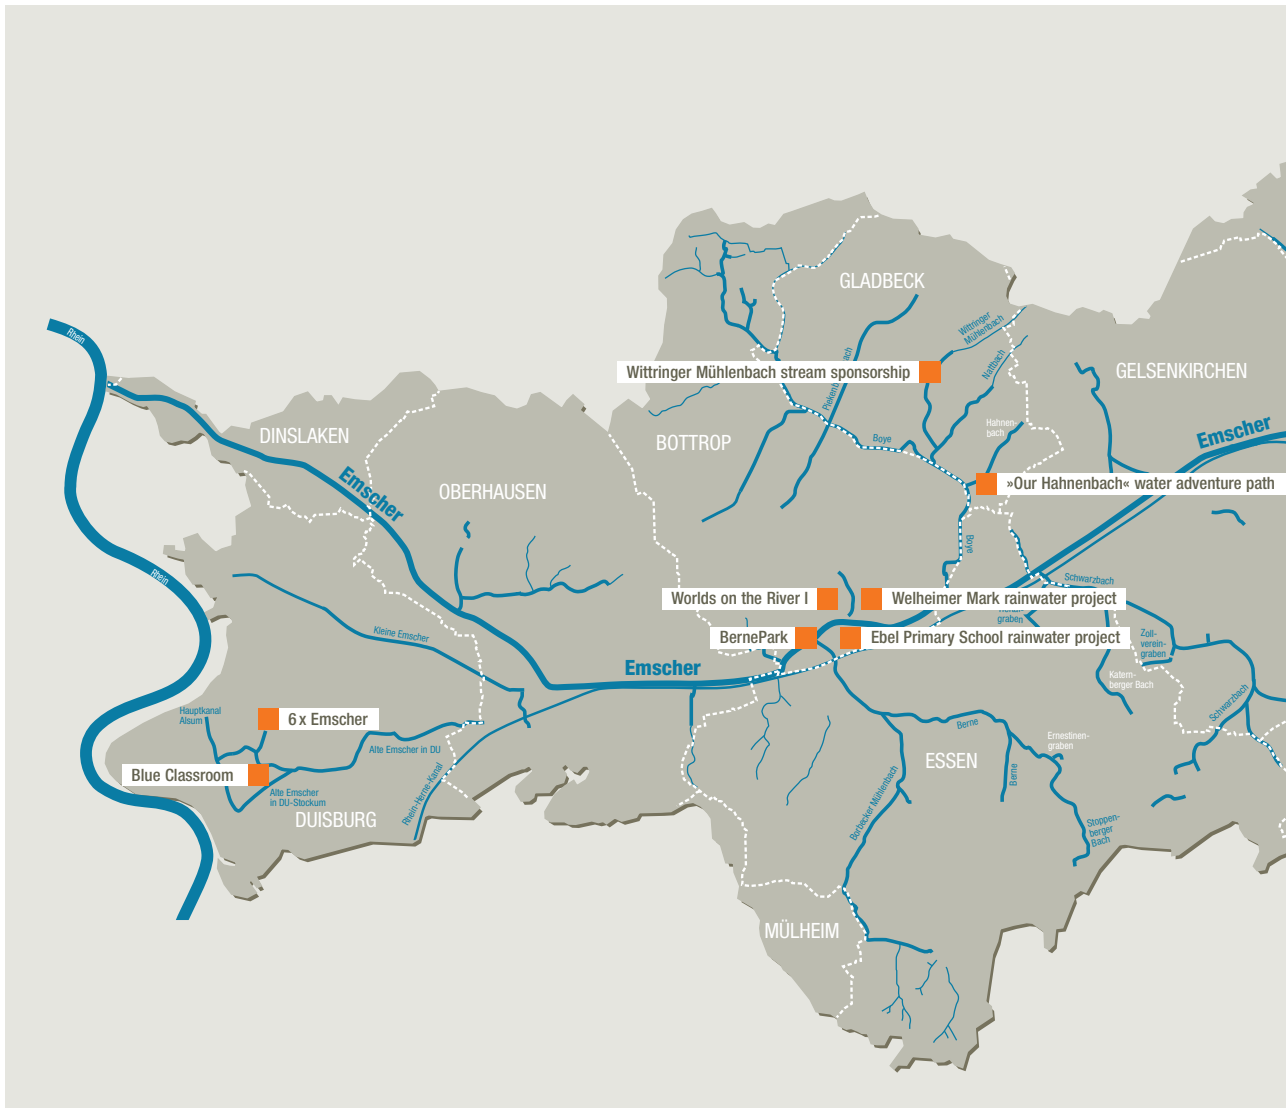 GLADBECK
Wittringer
Mühlenbach
Rhein
Nattbach
Wittringer Mühlenbach stream sponsorship
GELSENKIRCHEN
Hahnen-
bach
Emscher
DINSLAKEN
BOTTROP
Boye
Emscher
OBERHAUSEN
»Our Hahnenbach« water adventure path
Boye
Rhein
Schwarzbach
Worlds on the River I
Welheimer Mark rainwater project
graben
Kleine Emscher
BernePark
Ebel Primary School rainwater project
Zoll-
verein-
graben
Emscher
Katern-
berger Bach
Hauptkanal
Alsum
6 x Emscher
Schwarzbach
Berne
Ernestinen-
graben
Alte Emscher in DU
ESSEN
Blue Classroom
Berne
Alte Emscher
in DU-Stockum
Rhein-Herne-Kanal
Borbecker Mühlenbach
DUISBURG
Stoppen-
berger
Bach
MÜLHEIM